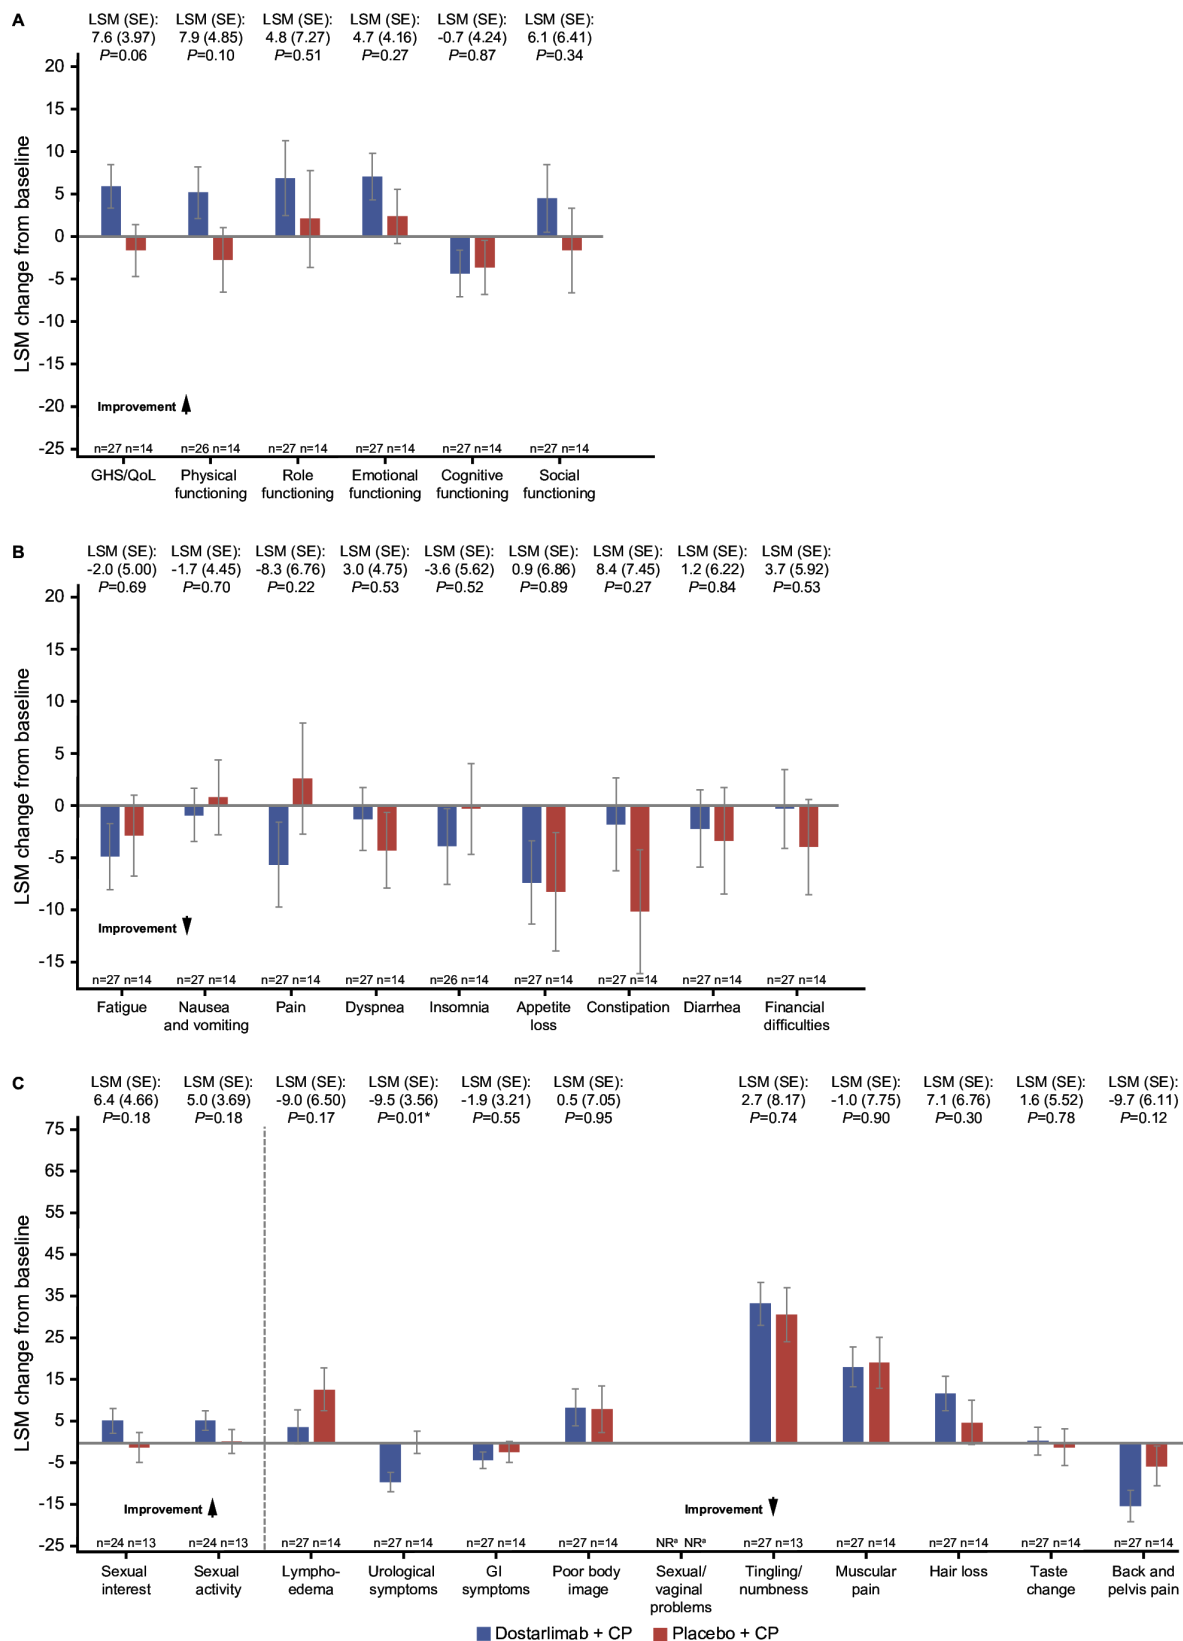 A
LSM (SE): LSM (SE): LSM (SE): LSM (SE): LSM (SE): LSM (SE):
7.6 (3.97) 7.9 (4.85) 4.8 (7.27) 4.7 (4.16) -0.7 (4.24) 6.1 (6.41)
P=0.06 P=0.10 P=0.51 P=0.27 P=0.87 P=0.34
LSM change from baseline
20
15
10
5
0
-5
-10
-15
-20
-25
Improvement
n=27 n=14 n=26 n=14 n=27 n=14 n=27 n=14 n=27 n=14 n=27 n=14
GHS/QoL Physical Role Emotional Cognitive Social
functioning functioning functioning functioning functioning
B
LSM (SE): LSM (SE): LSM (SE): LSM (SE): LSM (SE): LSM (SE): LSM (SE): LSM (SE): LSM (SE):
-2.0 (5.00) -1.7 (4.45) -8.3 (6.76) 3.0 (4.75) -3.6 (5.62) 0.9 (6.86) 8.4 (7.45) 1.2 (6.22) 3.7 (5.92)
P=0.69 P=0.70 P=0.22 P=0.53 P=0.52 P=0.89 P=0.27 P=0.84 P=0.53
LSM change from baseline
20
15
10
5
0
-5
-10
-15
Improvement
n=27 n=14 n=27 n=14 n=27 n=14 n=27 n=14 n=26 n=14 n=27 n=14 n=27 n=14 n=27 n=14 n=27 n=14
Fatigue Nausea Pain Dyspnea Insomnia Appetite Constipation Diarrhea Financial
and vomiting loss difficulties
C
LSM (SE): LSM (SE): LSM (SE): LSM (SE): LSM (SE): LSM (SE): LSM (SE): LSM (SE): LSM (SE): LSM (SE): LSM (SE):
6.4 (4.66) 5.0 (3.69) -9.0 (6.50) -9.5 (3.56) -1.9 (3.21) 0.5 (7.05) 2.7 (8.17) -1.0 (7.75) 7.1 (6.76) 1.6 (5.52) -9.7 (6.11)
P=0.18 P=0.18 P=0.17 P=0.01* P=0.55 P=0.95 P=0.74 P=0.90 P=0.30 P=0.78 P=0.12
LSM change from baseline
75
65
55
45
35
25
15
5
-5
-15
-25
Improvement Improvement
n=24 n=13 n=24 n=13 n=27 n=14 n=27 n=14 n=27 n=14 n=27 n=14 NRª NRª n=27 n=13 n=27 n=14 n=27 n=14 n=27 n=14 n=27 n=14
Sexual Sexual Lympho- Urological GI Poor body Sexual/ Tingling/ Muscular Hair loss Taste Back and
interest activity edema symptoms symptoms image vaginal numbness pain change pelvis pain
problems
Dostarlimab + CP Placebo + CP